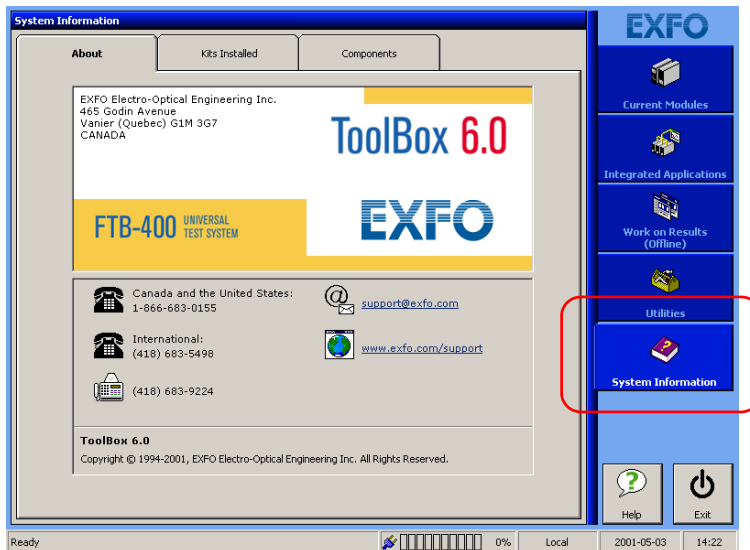 System Information
EXFO
About
Kits Installed
Components
EXFO Electro-Optical Engineering Inc.
465 Godin Avenue
Vanier (Quebec) G1M 3G7
CANADA
ToolBox 6.0
FTB-400 UNIVERSAL
TEST SYSTEM
EXFO
Canada and the United States:
1-866-683-0155
support@exfo.com
International:
(418) 683-5498
www.exfo.com/support
(418) 683-9224
ToolBox 6.0
Copyright © 1994-2001, EXFO Electro-Optical Engineering Inc. All Rights Reserved.
Current Modules
Integrated Applications
Work on Results
(Offline)
Utilities
System Information
Help
Exit
Ready
0%
Local
2001-05-03
14:22